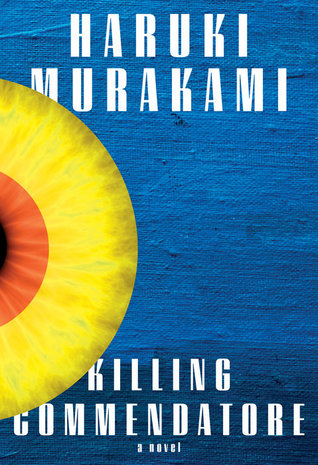 HARUKI
MURAKAMI
KILLING
COMMENDATORE
a novel